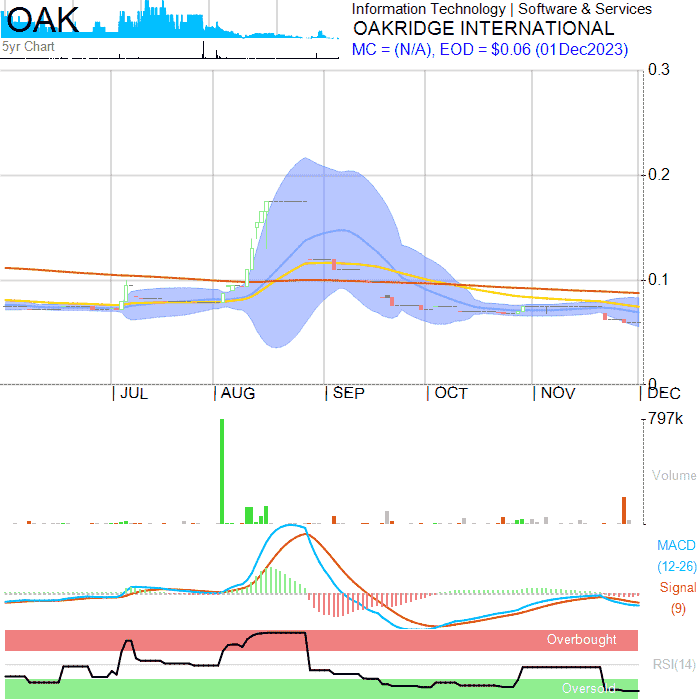 OAK
Information Technology | Software & Services
OAKRIDGE INTERNATIONAL
5yr Chart
MC = (N/A), EOD = $0.06 (01Dec2023)
0.3
0.2
0.1
0
| JUL | AUG | SEP | OCT | NOV | DEC
797k
Volume
MACD
(12-26)
Signal
(9)
Overbought
RSI(14)
Oversold